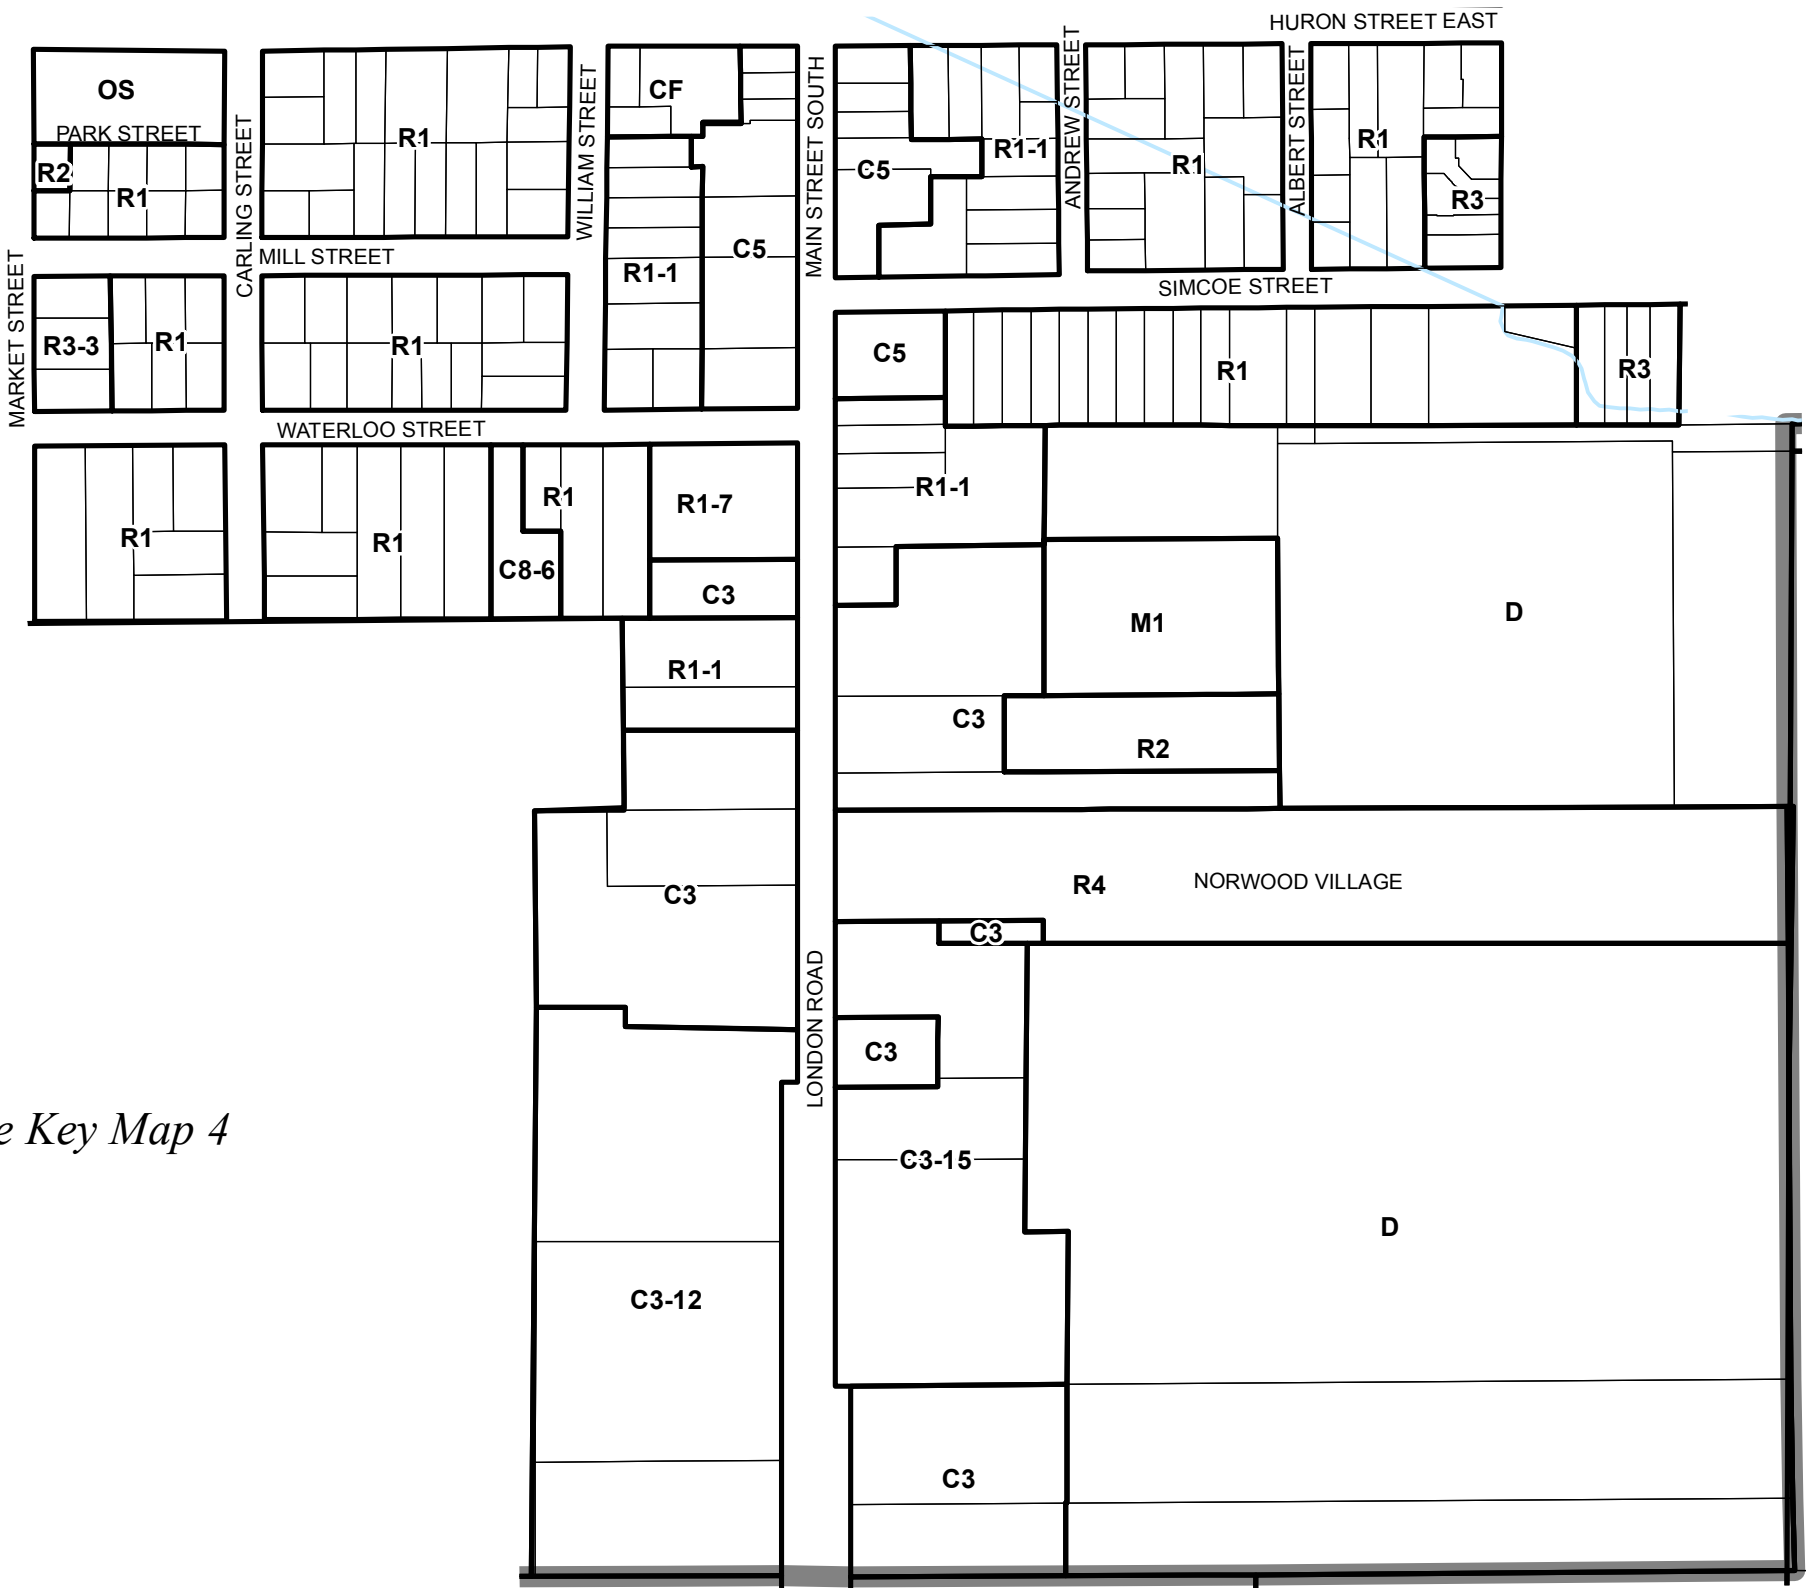 HURON STREET EAST
OS
CF
PARK STREET
R1
R1
R1-1
C5
R1
R2
R1
R3
CARLING STREET
WILLIAM STREET
MAIN STREET SOUTH
ANDREW STREET
ALBERT STREET
MILL STREET
C5
R1-1
SIMCOE STREET
MARKET STREET
R3-3
R1
R1
C5
R1
R3
WATERLOO STREET
R1-1
R1
R1-7
R1
R1
C8-6
C3
D
M1
R1-1
C3
R2
C3
R4
NORWOOD VILLAGE
C3
LONDON ROAD
C3
e Key Map 4
C3-15
D
C3-12
C3